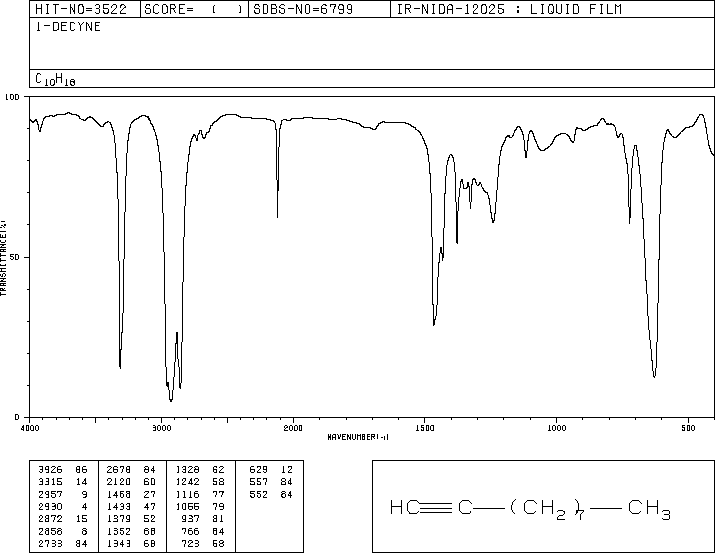 HIT-NO=3522 SCORE= ( ) SDBS-NO=6799 IR-NIDA-12025 : LIQUID FILM
1-DECYNE
C10H18
100
50
0
TRANSMITTANCE(%)
4000 3000 2000 1500 1000 500
WAVENUMBER(-1)
3926 86 2678 84 1328 62 629 12
3315 14 2120 60 1242 58 557 84
2957 9 1468 27 1116 77 552 84
2930 4 1433 47 1055 79
2872 15 1379 52 937 81
2858 8 1352 68 766 84
2733 84 1343 68 723 58
HC≡C—(CH2)7—CH3